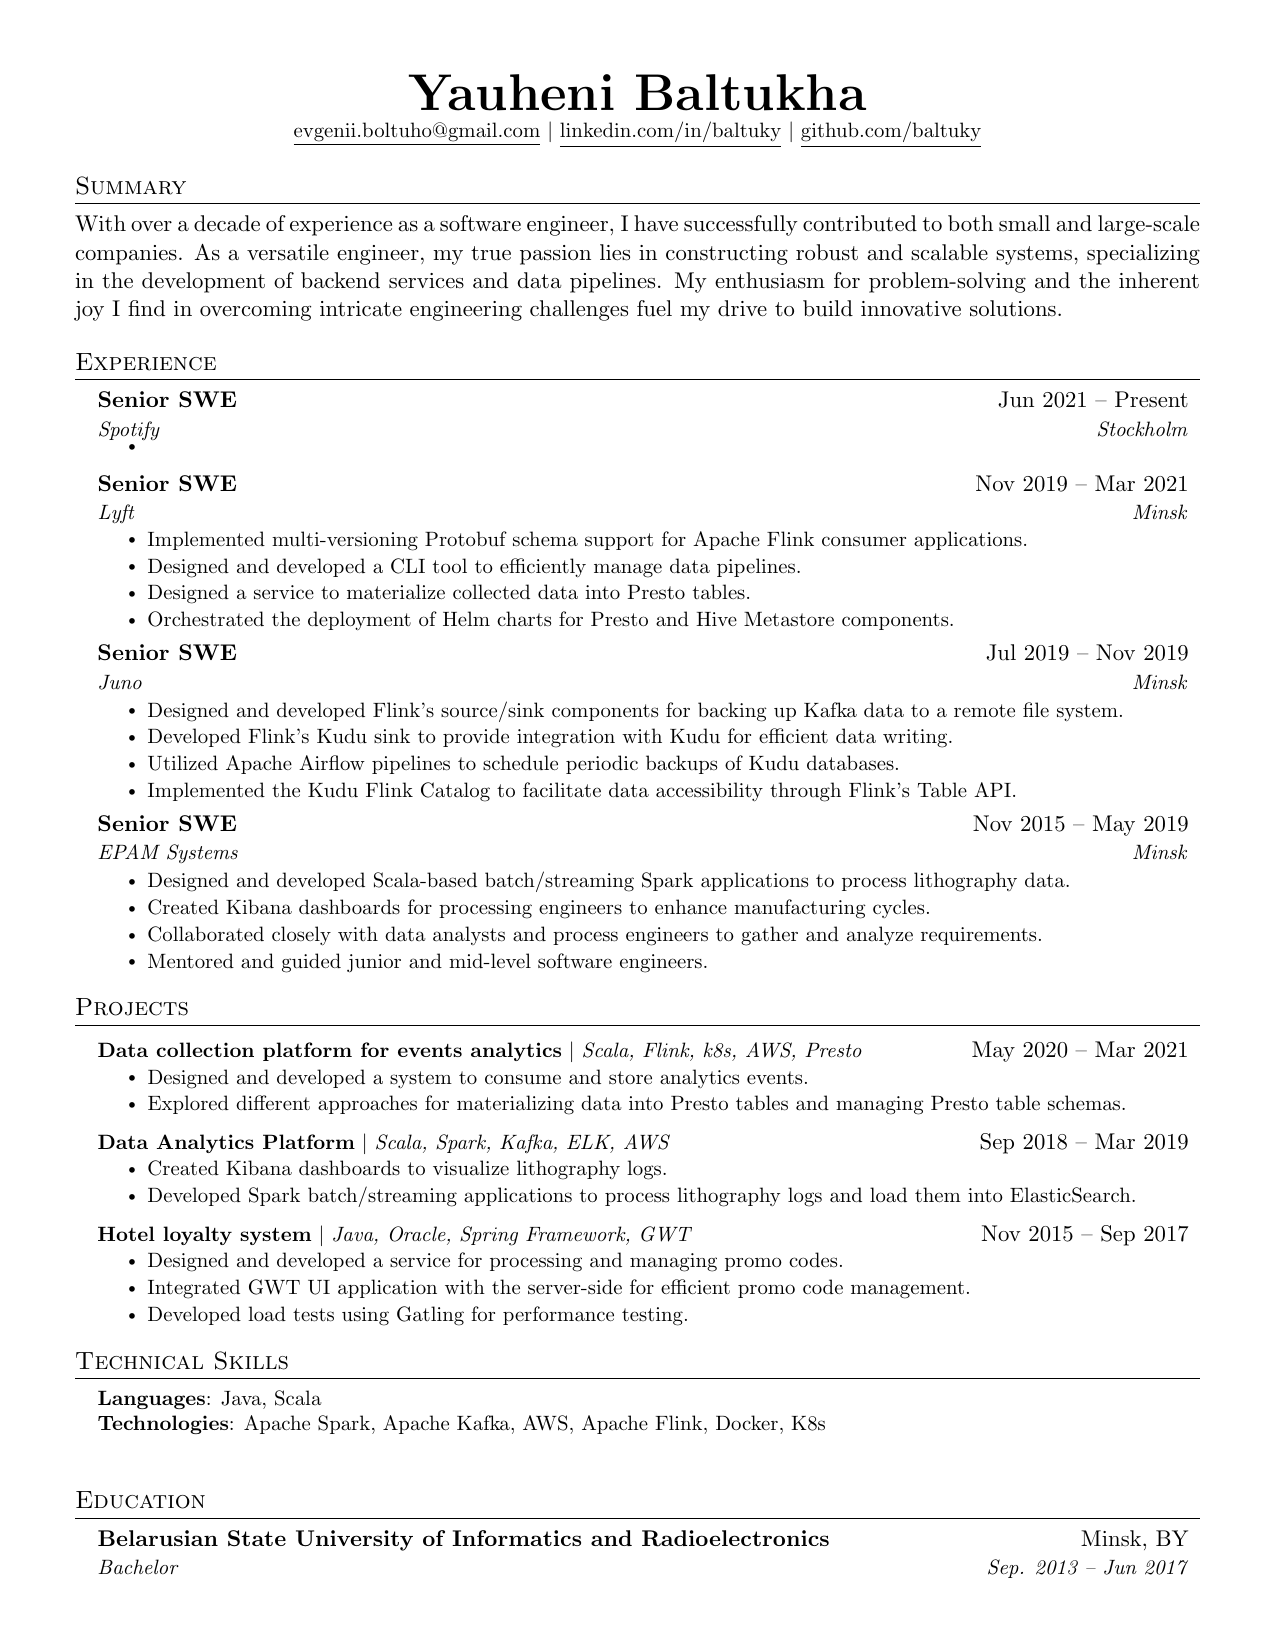 Yauheni Baltukha
evgenii.boltuho@gmail.com | linkedin.com/in/baltuky | github.com/baltuky
Summary
With over a decade of experience as a software engineer, I have successfully contributed to both small and large-scale
companies. As a versatile engineer, my true passion lies in constructing robust and scalable systems, specializing
in the development of backend services and data pipelines. My enthusiasm for problem-solving and the inherent
joy I find in overcoming intricate engineering challenges fuel my drive to build innovative solutions.
Experience
Senior SWE Jun 2021 – Present
Spotify Stockholm
•
Senior SWE Nov 2019 – Mar 2021
Lyft Minsk
• Implemented multi-versioning Protobuf schema support for Apache Flink consumer applications.
• Designed and developed a CLI tool to efficiently manage data pipelines.
• Designed a service to materialize collected data into Presto tables.
• Orchestrated the deployment of Helm charts for Presto and Hive Metastore components.
Senior SWE Jul 2019 – Nov 2019
Juno Minsk
• Designed and developed Flink's source/sink components for backing up Kafka data to a remote file system.
• Developed Flink's Kudu sink to provide integration with Kudu for efficient data writing.
• Utilized Apache Airflow pipelines to schedule periodic backups of Kudu databases.
• Implemented the Kudu Flink Catalog to facilitate data accessibility through Flink's Table API.
Senior SWE Nov 2015 – May 2019
EPAM Systems Minsk
• Designed and developed Scala-based batch/streaming Spark applications to process lithography data.
• Created Kibana dashboards for processing engineers to enhance manufacturing cycles.
• Collaborated closely with data analysts and process engineers to gather and analyze requirements.
• Mentored and guided junior and mid-level software engineers.
Projects
Data collection platform for events analytics | Scala, Flink, k8s, AWS, Presto May 2020 – Mar 2021
• Designed and developed a system to consume and store analytics events.
• Explored different approaches for materializing data into Presto tables and managing Presto table schemas.
Data Analytics Platform | Scala, Spark, Kafka, ELK, AWS Sep 2018 – Mar 2019
• Created Kibana dashboards to visualize lithography logs.
• Developed Spark batch/streaming applications to process lithography logs and load them into ElasticSearch.
Hotel loyalty system | Java, Oracle, Spring Framework, GWT Nov 2015 – Sep 2017
• Designed and developed a service for processing and managing promo codes.
• Integrated GWT UI application with the server-side for efficient promo code management.
• Developed load tests using Gatling for performance testing.
Technical Skills
Languages: Java, Scala
Technologies: Apache Spark, Apache Kafka, AWS, Apache Flink, Docker, K8s
Education
Belarusian State University of Informatics and Radioelectronics Minsk, BY
Bachelor Sep. 2013 – Jun 2017